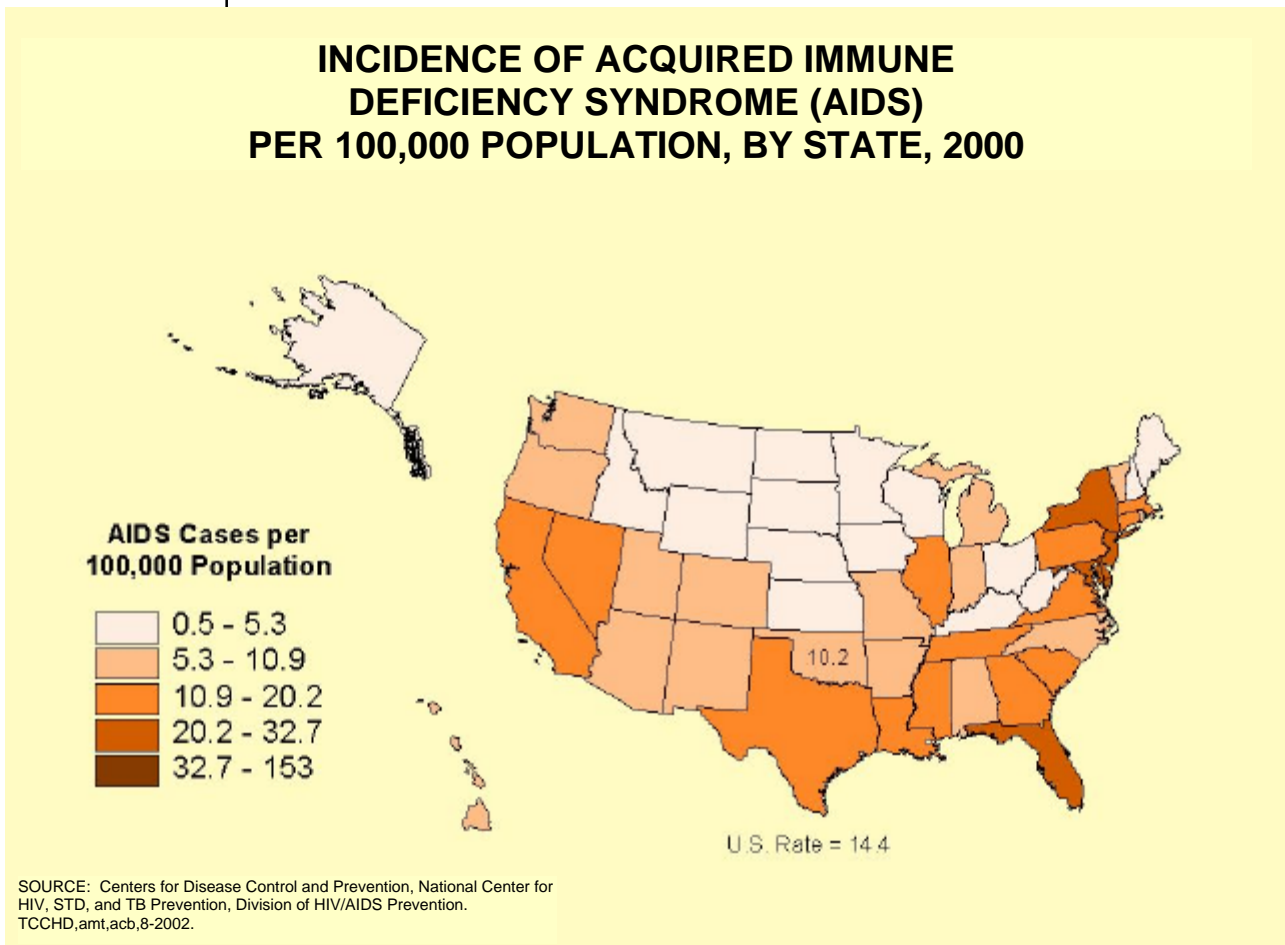 INCIDENCE OF ACQUIRED IMMUNE
DEFICIENCY SYNDROME (AIDS)
PER 100,000 POPULATION, BY STATE, 2000
AIDS Cases per
100,000 Population
0.5 - 5.3
5.3 - 10.9
10.9 - 20.2
20.2 - 32.7
32.7 - 153
10.2
U.S. Rate = 14.4
SOURCE: Centers for Disease Control and Prevention, National Center for
HIV, STD, and TB Prevention, Division of HIV/AIDS Prevention.
TCCHD,amt,acb,8-2002.